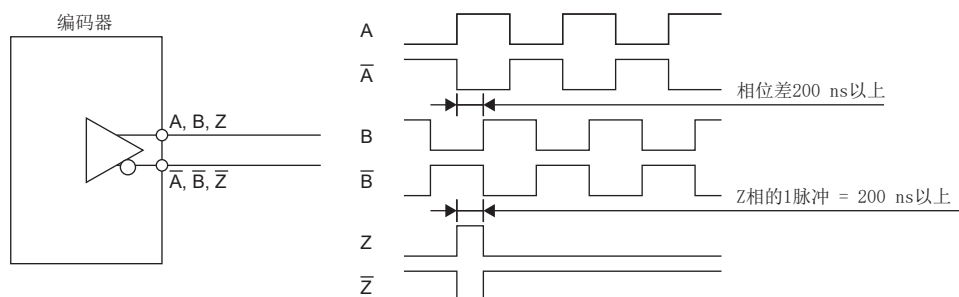 编码器
A, B, Z
A̅, B̅, Z̅
A
A̅
相位差200 ns以上
B
B̅
Z相的1脉冲 = 200 ns以上
Z
Z̅